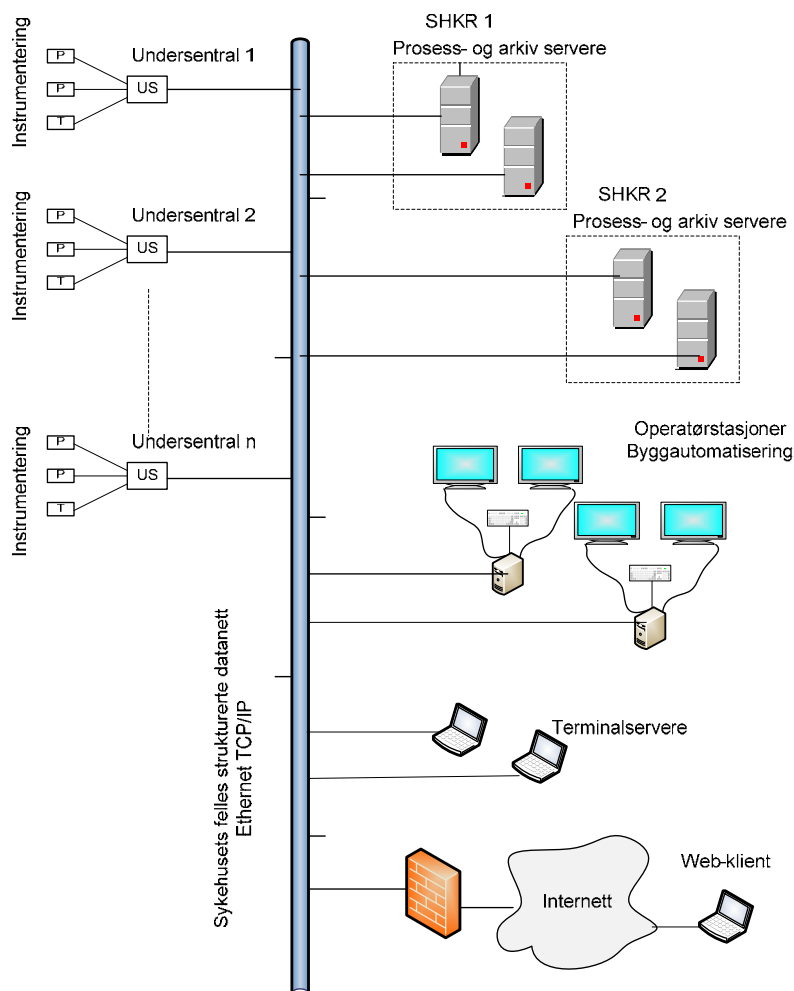 SHKR 1
Prosess- og arkiv servere
Undersentral 1
Instrumentering
P
P
T
US
SHKR 2
Prosess- og arkiv servere
Undersentral 2
Instrumentering
P
P
T
US
Undersentral n
Instrumentering
P
P
T
US
Operatørstasjoner
Byggautomatisering
Sykehusets felles strukturerte datanett
Ethernet TCP/IP
Terminalservere
Web-klient
Internett